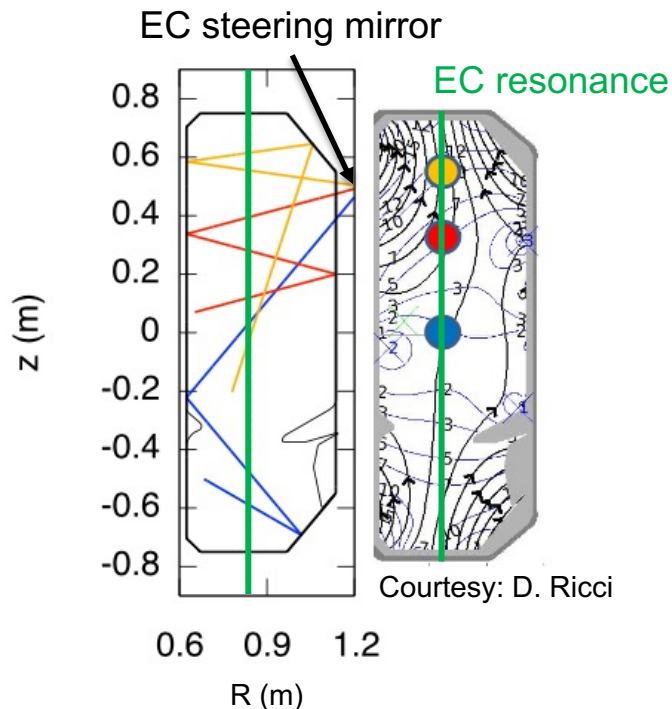 EC steering mirror
EC resonance
0.8
0.6
0.4
0.2
0
-0.2
-0.4
-0.6
-0.8
z (m)
0.6 0.9 1.2
R (m)
Courtesy: D. Ricci